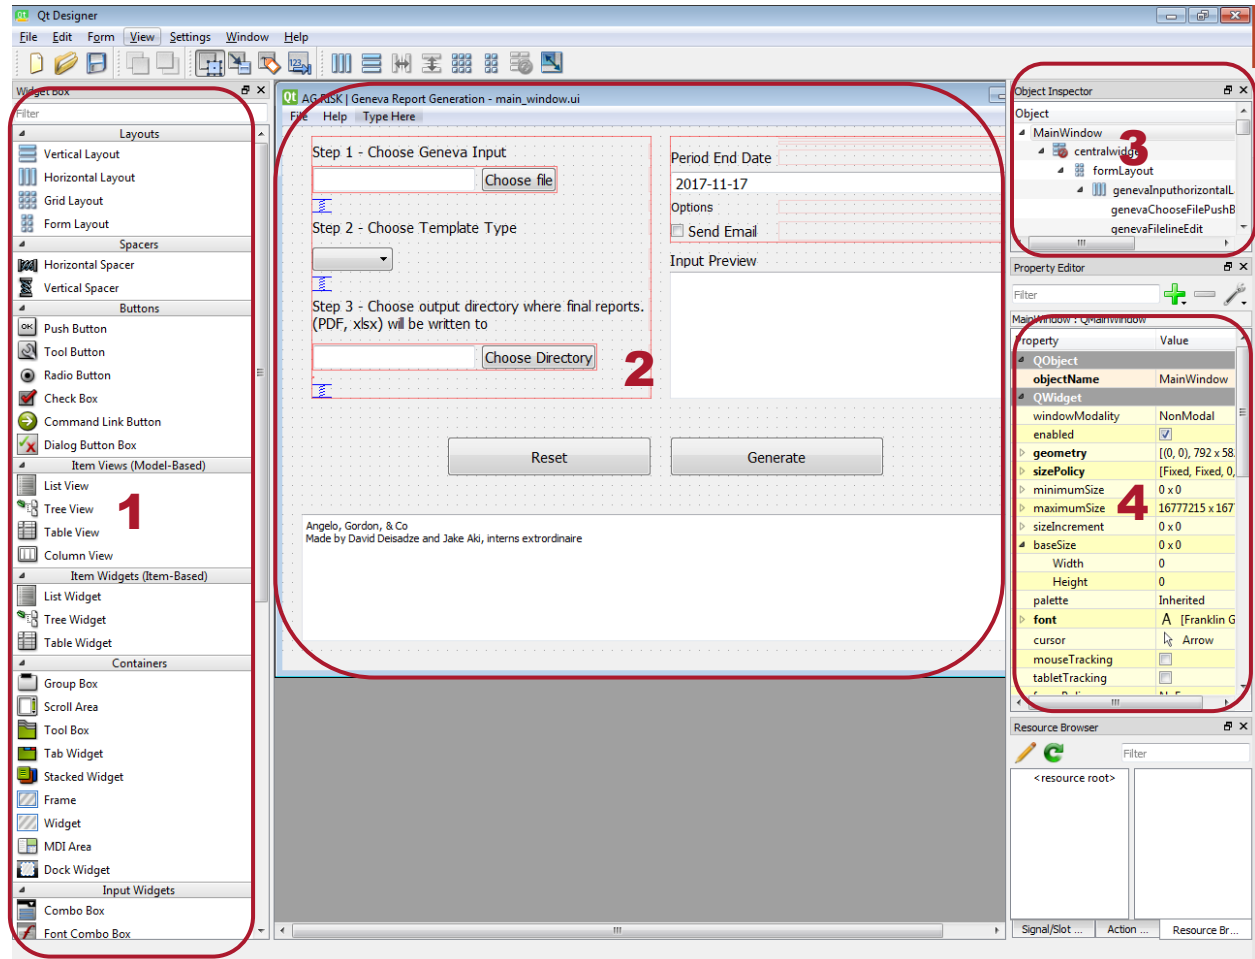 Qt Designer
File Edit Form View Settings Window Help
Widget Box
Filter
Layouts
Vertical Layout
Horizontal Layout
Grid Layout
Form Layout
Spacers
Horizontal Spacer
Vertical Spacer
Buttons
Push Button
Tool Button
Radio Button
Check Box
Command Link Button
Dialog Button Box
Item Views (Model-Based)
List View
Tree View
Table View
Column View
Item Widgets (Item-Based)
List Widget
Tree Widget
Table Widget
Containers
Group Box
Scroll Area
Tool Box
Tab Widget
Stacked Widget
Frame
Widget
MDI Area
Dock Widget
Input Widgets
Combo Box
Font Combo Box
1
AG RISK | Geneva Report Generation - main_window.ui
File Help Type Here
Step 1 - Choose Geneva Input
Choose file
Step 2 - Choose Template Type
Step 3 - Choose output directory where final reports.
(PDF, xlsx) will be written to
Choose Directory
2
Period End Date
2017-11-17
Options
Send Email
Input Preview
Reset
Generate
Angelo, Gordon, & Co
Made by David Deisadze and Jake Aki, interns extrordinaire
Object Inspector
Object
MainWindow
centralwidge
formLayout
genevaInputhorizontalL
genevaChooseFilePushB
genevaFilelineEdit
3
Property Editor
Filter
MainWindow : QMainWindow
Property Value
QObject
objectName MainWindow
QWidget
windowModality NonModal
enabled
geometry [(0, 0), 792 x 58
sizePolicy [Fixed, Fixed, 0,
minimumSize 0 x 0
maximumSize 16777215 x 167
sizeIncrement 0 x 0
baseSize 0 x 0
Width 0
Height 0
palette Inherited
font A [Franklin G
cursor Arrow
mouseTracking
tabletTracking
4
Resource Browser
Filter
<resource root>
Signal/Slot ... Action ... Resource Br...